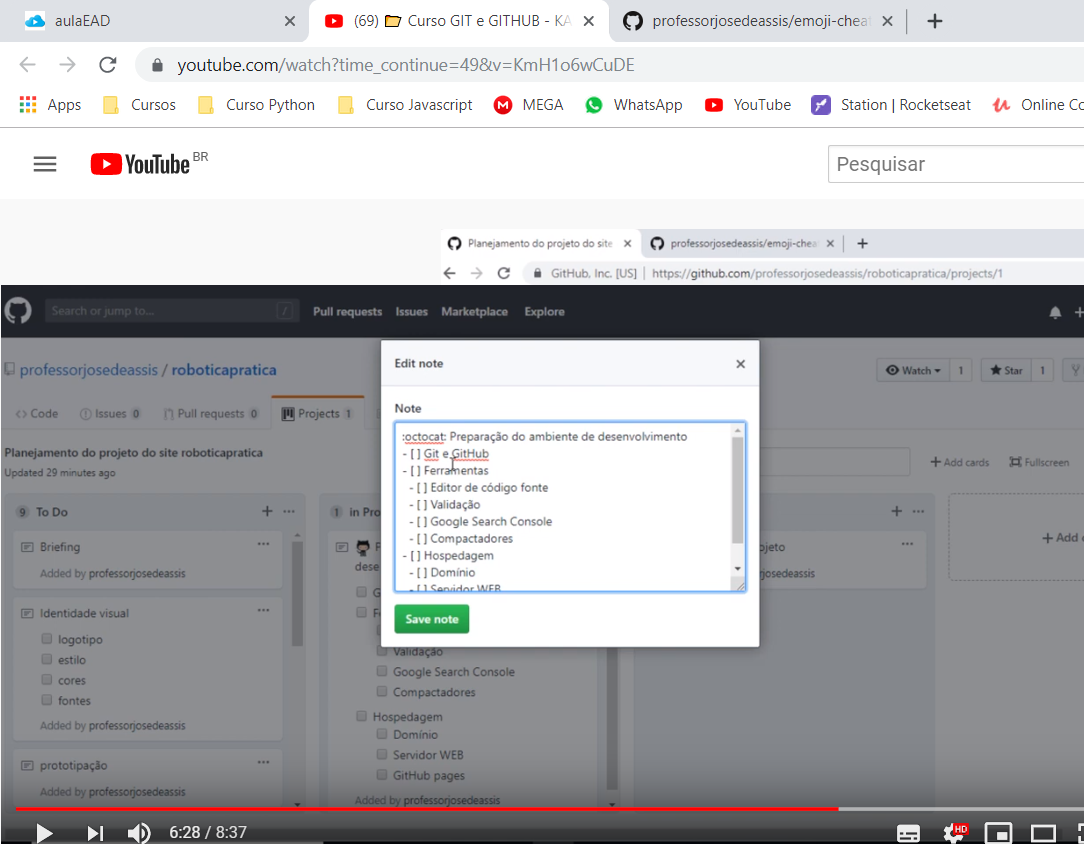 aulaEAD
(69) Curso GIT e GITHUB - KA
professorjosedeassis/emoji-cheat
youtube.com/watch?time_continue=49&v=KmH1o6wCuDE
Apps Cursos Curso Python Curso Javascript MEGA WhatsApp YouTube Station | Rocketseat Online Co
YouTube BR
Pesquisar
Planejamento do projeto do site
professorjosedeassis/emoji-chea
GitHub, Inc. [US] | https://github.com/professorjosedeassis/roboticapratica/projects/1
Search or jump to... /
Pull requests Issues Marketplace Explore
professorjosedeassis / roboticapratica
Watch 1 Star 1
Code Issues 0 Pull requests 0 Projects 1
Planejamento do projeto do site roboticapratica
Updated 29 minutes ago
Add cards Fullscreen
9 To Do
Briefing
Added by professorjosedeassis
Identidade visual
logotipo
estilo
cores
fontes
Added by professorjosedeassis
prototipação
Added by professorjosedeassis
1 in Pro
P
dese
G
F
Validação
Google Search Console
Compactadores
Hospedagem
Domínio
Servidor WEB
GitHub pages
Added by professorjosedeassis
Edit note
Note
:octocat: Preparação do ambiente de desenvolvimento
- [ ] Git e GitHub
- [ ] Ferramentas
- [ ] Editor de código fonte
- [ ] Validação
- [ ] Google Search Console
- [ ] Compactadores
- [ ] Hospedagem
- [ ] Domínio
- [ ] Servidor WEB
Save note
ojeto
josedeassis
+ Add c
6:28 / 8:37
HD